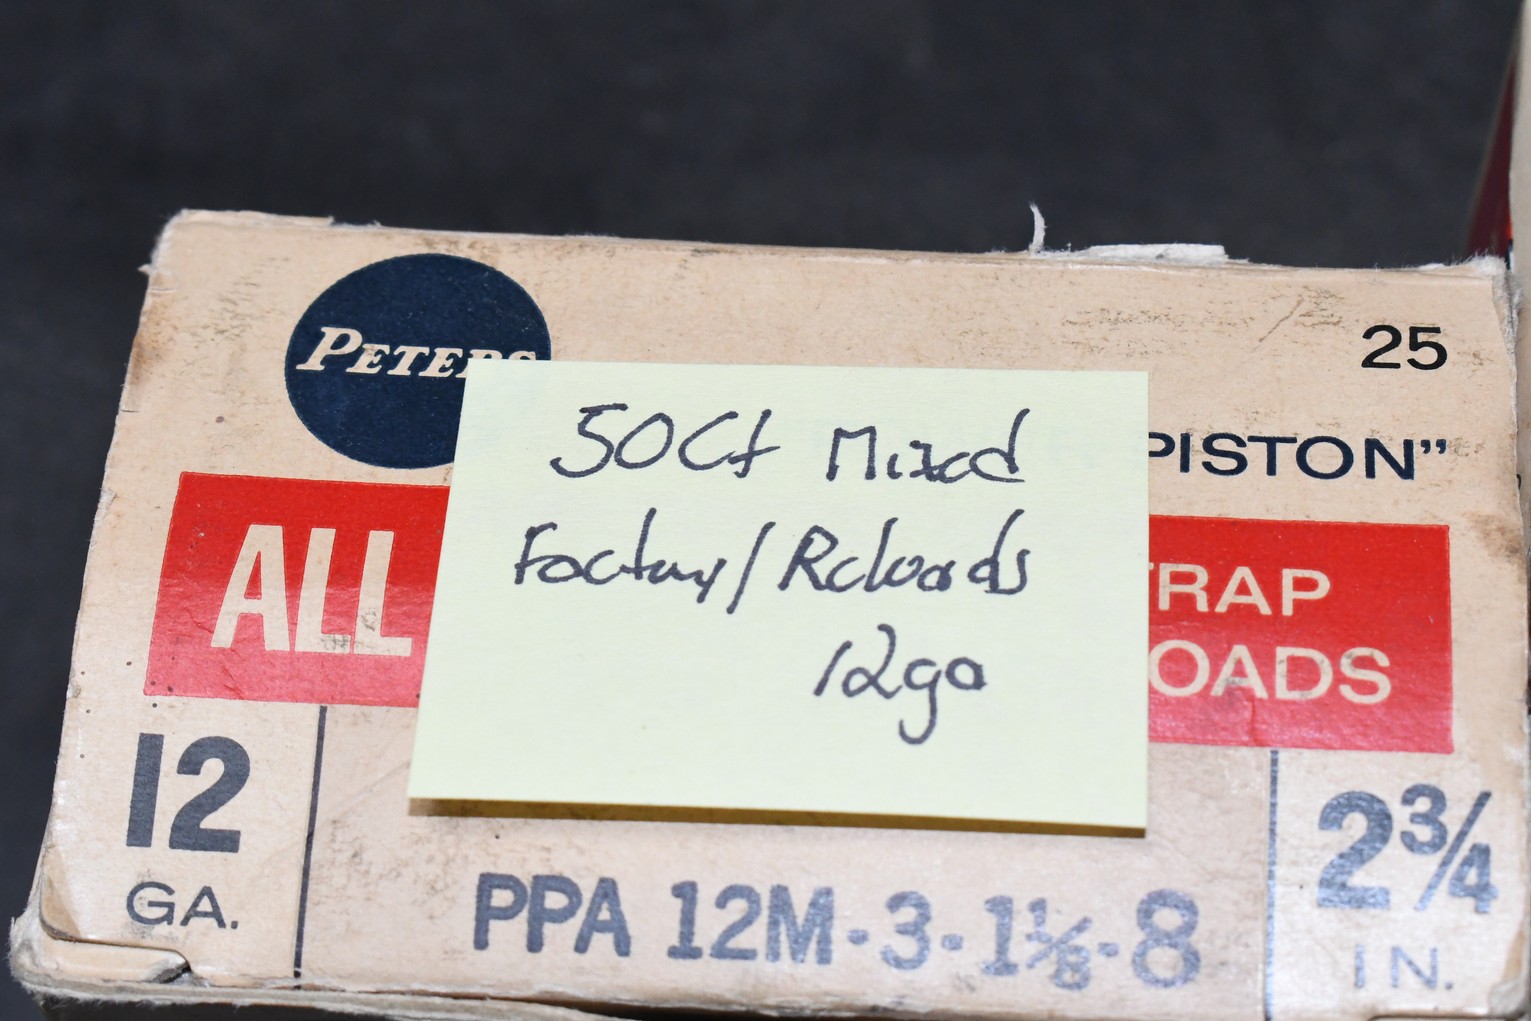 PETERS
25
PISTON”
ALL
TRAP
LOADS
50Ct Mixed
Factory/Reloads
12ga
12
GA.
PPA 12M-3-1⅛-8
2¾
IN.